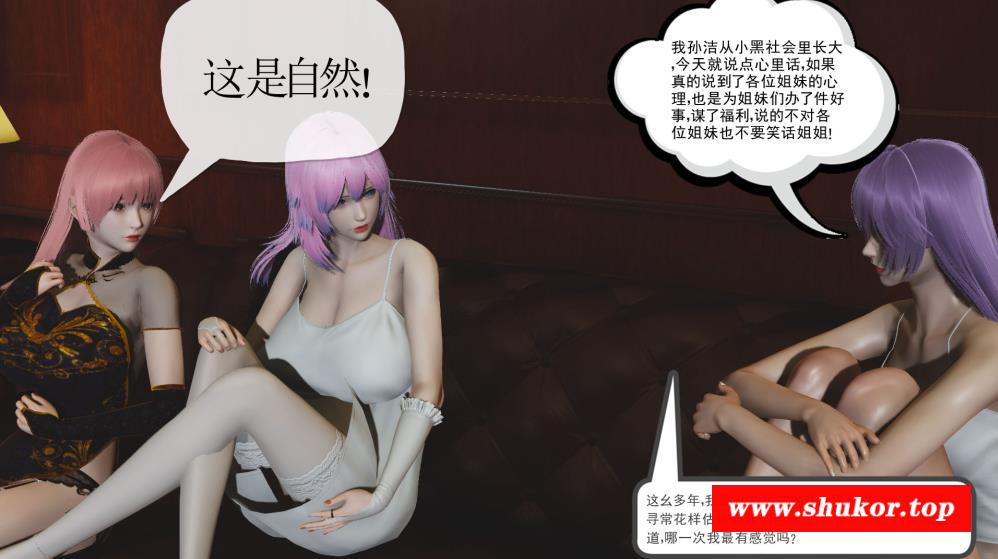 这是自然!
我孙洁从小黑社会里长大
,今天就说点心里话,如果
真的说到了各位姐妹的心
理,也是为姐妹们办了件好
事,谋了福利,说的不对各
位姐妹也不要笑话姐姐!
这幺多年,
寻常花样
道,哪一次我最有感觉吗?
www.shukor.top